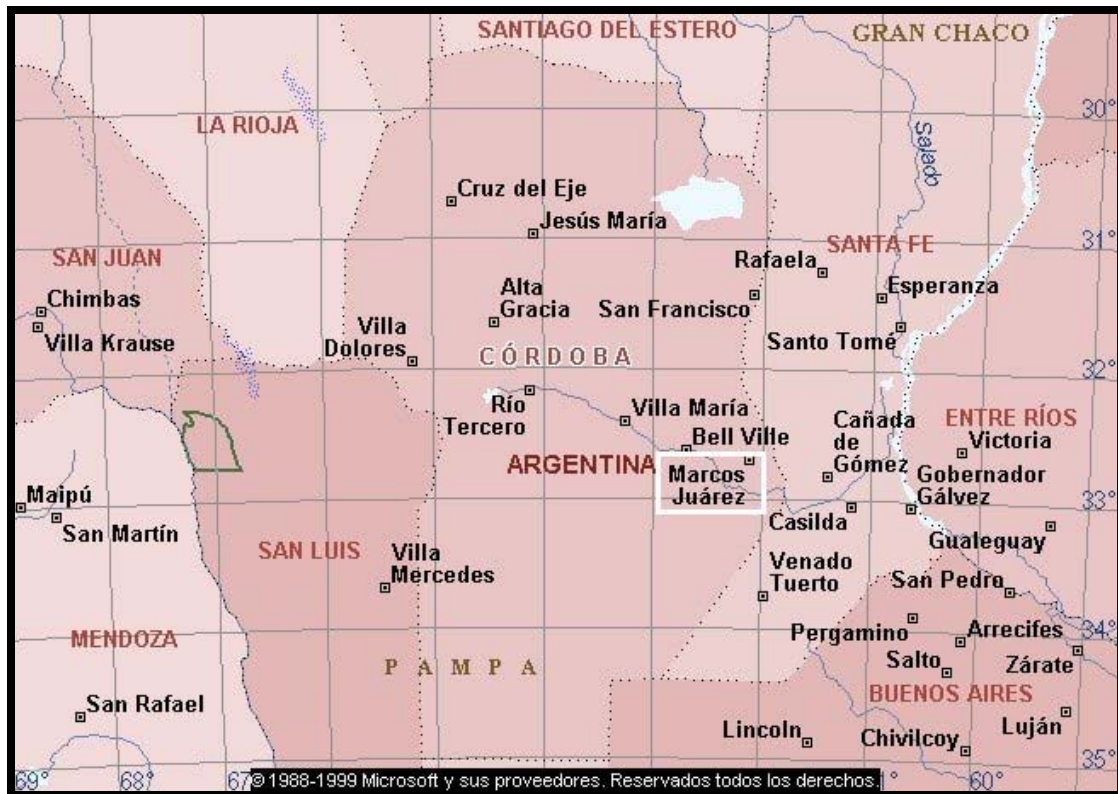 SANTIAGO DEL ESTERO
GRAN CHACO
30°
LA RIOJA
Salado
Cruz del Eje
Jesús María
31°
SAN JUAN
SANTA FE
Rafaela
Esperanza
Chimbas
Alta
Gracia
San Francisco
Villa Krause
Villa
Dolores
Santo Tomé
CÓRDOBA
32°
Río
Tercero
Villa María
Cañada
de
Gómez
ENTRE RÍOS
Victoria
Bell Ville
ARGENTINA
Marcos
Juárez
Gobernador
Gálvez
Maipú
33°
San Martín
Casilda
Gualeguay
SAN LUIS
Villa
Mercedes
Venado
Tuerto
San Pedro
34°
MENDOZA
Pergamino
Arrecifes
PAMPA
Salto
Zárate
BUENOS AIRES
San Rafael
Lincoln
Chivilcoy
Luján
35°
69°
68°
67
© 1988-1999 Microsoft y sus proveedores. Reservados todos los derechos.
1°
60°